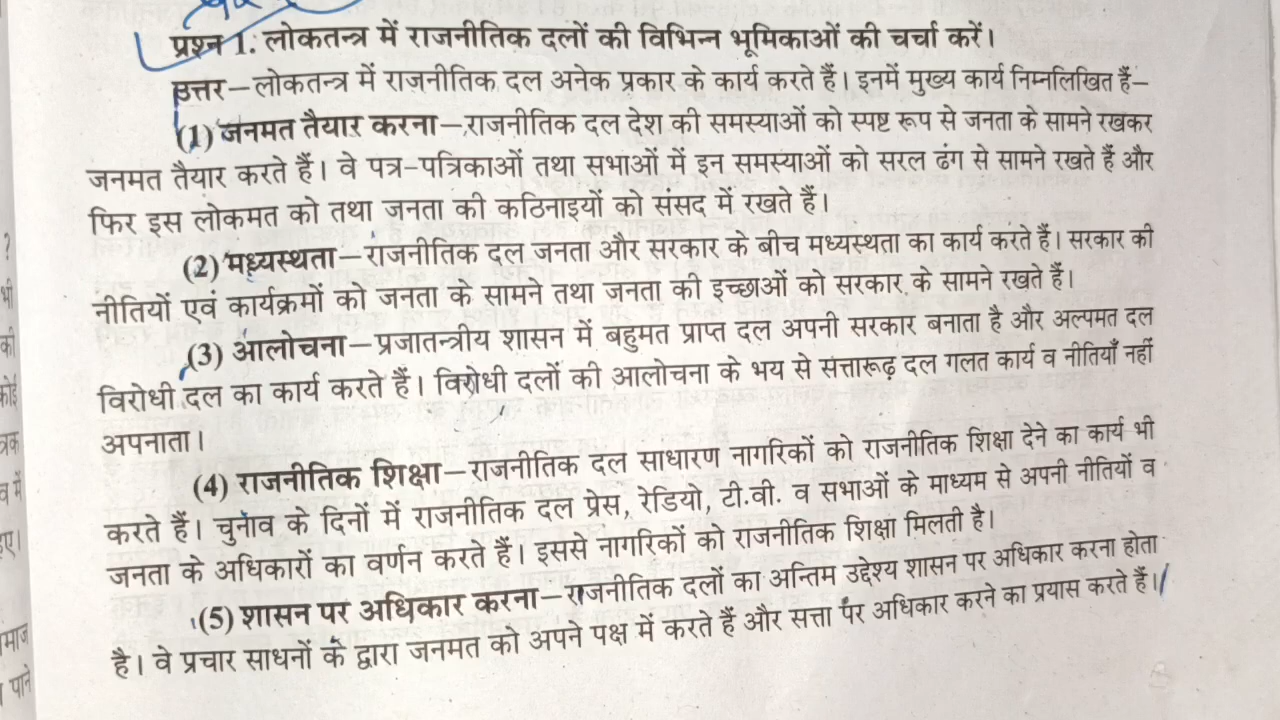 प्रश्न 1. लोकतन्त्र में राजनीतिक दलों की विभिन्न भूमिकाओं की चर्चा करें।
उत्तर—लोकतन्त्र में राजनीतिक दल अनेक प्रकार के कार्य करते हैं। इनमें मुख्य कार्य निम्नलिखित हैं—
(1) जनमत तैयार करना—राजनीतिक दल देश की समस्याओं को स्पष्ट रूप से जनता के सामने रखकर
जनमत तैयार करते हैं। वे पत्र-पत्रिकाओं तथा सभाओं में इन समस्याओं को सरल ढंग से सामने रखते हैं और
फिर इस लोकमत को तथा जनता की कठिनाइयों को संसद में रखते हैं।
(2) मध्यस्थता—राजनीतिक दल जनता और सरकार के बीच मध्यस्थता का कार्य करते हैं। सरकार की
नीतियों एवं कार्यक्रमों को जनता के सामने तथा जनता की इच्छाओं को सरकार के सामने रखते हैं।
(3) आलोचना—प्रजातन्त्रीय शासन में बहुमत प्राप्त दल अपनी सरकार बनाता है और अल्पमत दल
विरोधी दल का कार्य करते हैं। विरोधी दलों की आलोचना के भय से सत्तारूढ़ दल गलत कार्य व नीतियाँ नहीं
अपनाता।
(4) राजनीतिक शिक्षा—राजनीतिक दल साधारण नागरिकों को राजनीतिक शिक्षा देने का कार्य भी
करते हैं। चुनाव के दिनों में राजनीतिक दल प्रेस, रेडियो, टी.वी. व सभाओं के माध्यम से अपनी नीतियों व
जनता के अधिकारों का वर्णन करते हैं। इससे नागरिकों को राजनीतिक शिक्षा मिलती है।
(5) शासन पर अधिकार करना—राजनीतिक दलों का अन्तिम उद्देश्य शासन पर अधिकार करना होता
है। वे प्रचार साधनों के द्वारा जनमत को अपने पक्ष में करते हैं और सत्ता पर अधिकार करने का प्रयास करते हैं।
?
भी
की
कोई
त्रक
व में
हुए।
माज
पाने